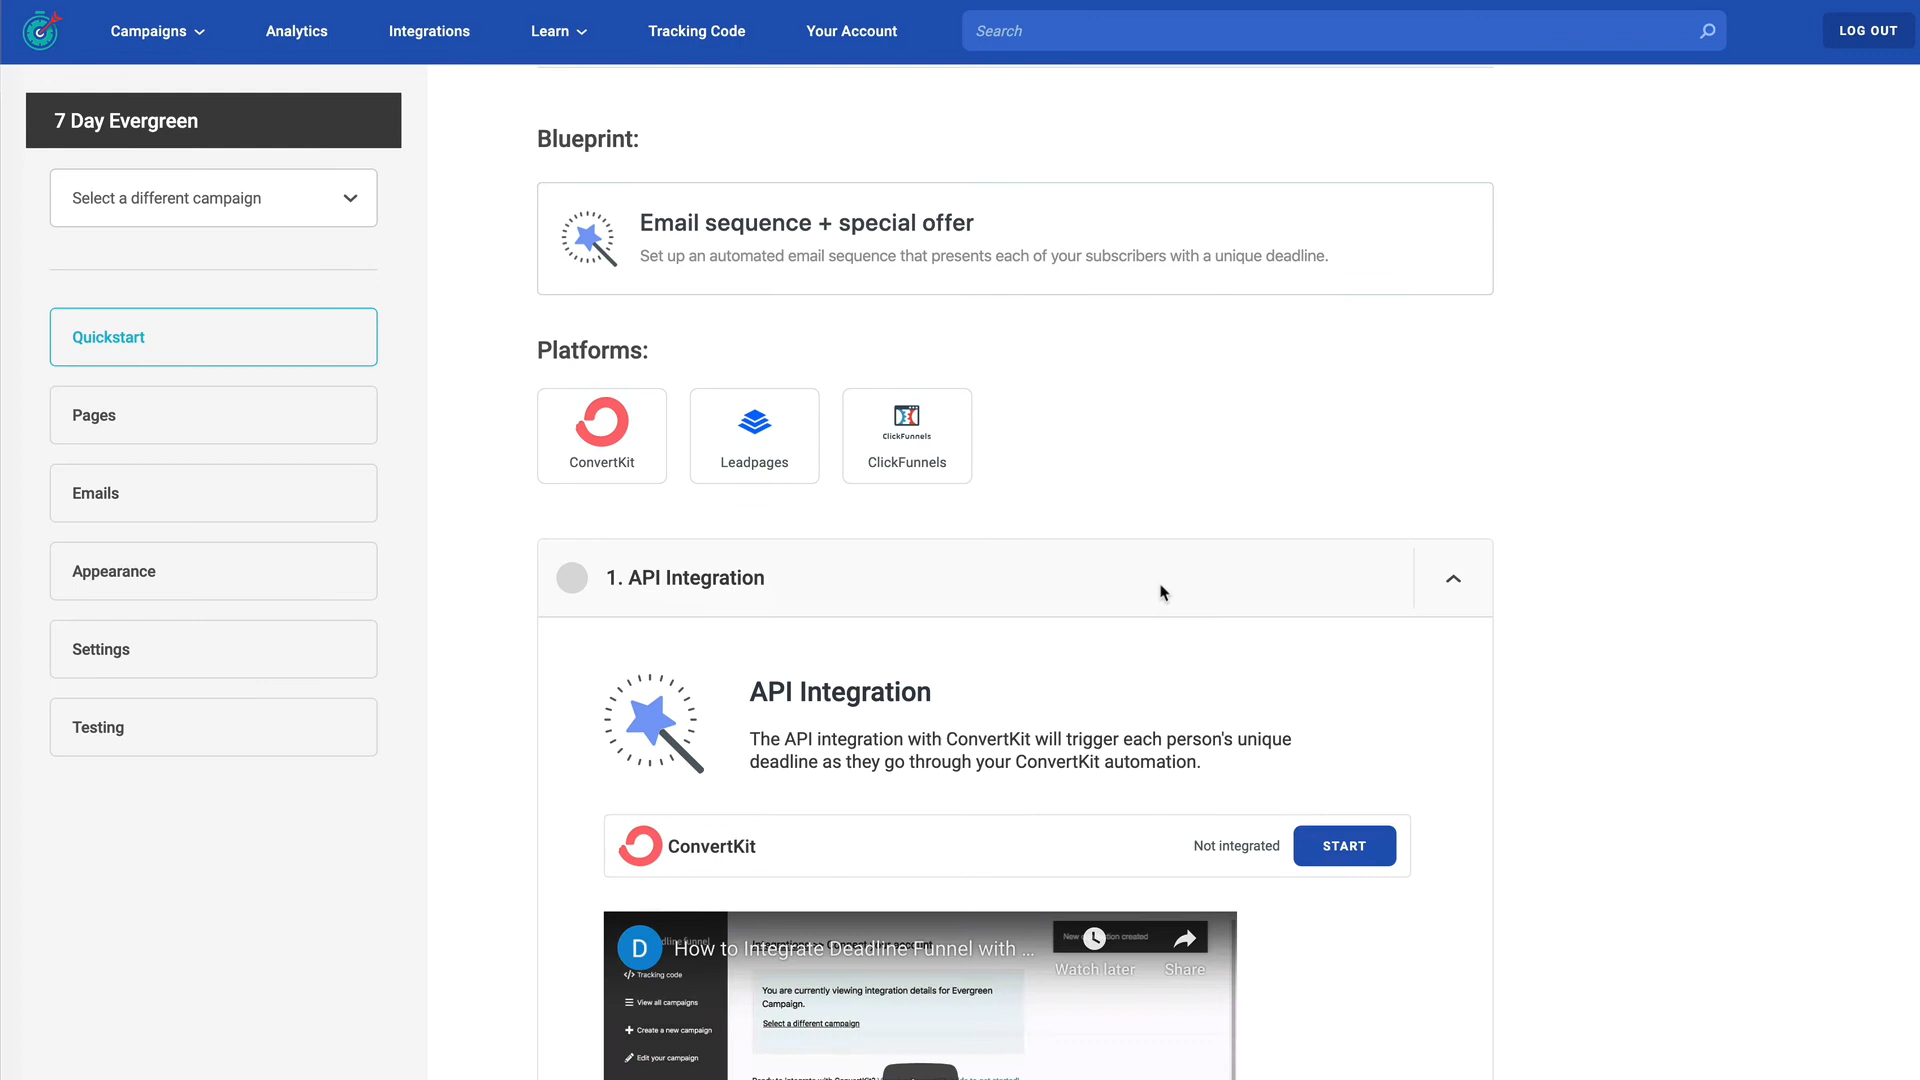 Campaigns
Analytics
Integrations
Learn
Tracking Code
Your Account
Search
LOG OUT
7 Day Evergreen
Select a different campaign
Quickstart
Pages
Emails
Appearance
Settings
Testing
Blueprint:
Email sequence + special offer
Set up an automated email sequence that presents each of your subscribers with a unique deadline.
Platforms:
ConvertKit
Leadpages
ClickFunnels
ClickFunnels
1. API Integration
API Integration
The API integration with ConvertKit will trigger each person's unique
deadline as they go through your ConvertKit automation.
ConvertKit
Not integrated
START
D
How to Integrate Deadline Funnel with ...
Watch later
Share
</> Tracking code
View all campaigns
Create a new campaign
Edit your campaign
You are currently viewing integration details for Evergreen
Campaign.
Select a different campaign